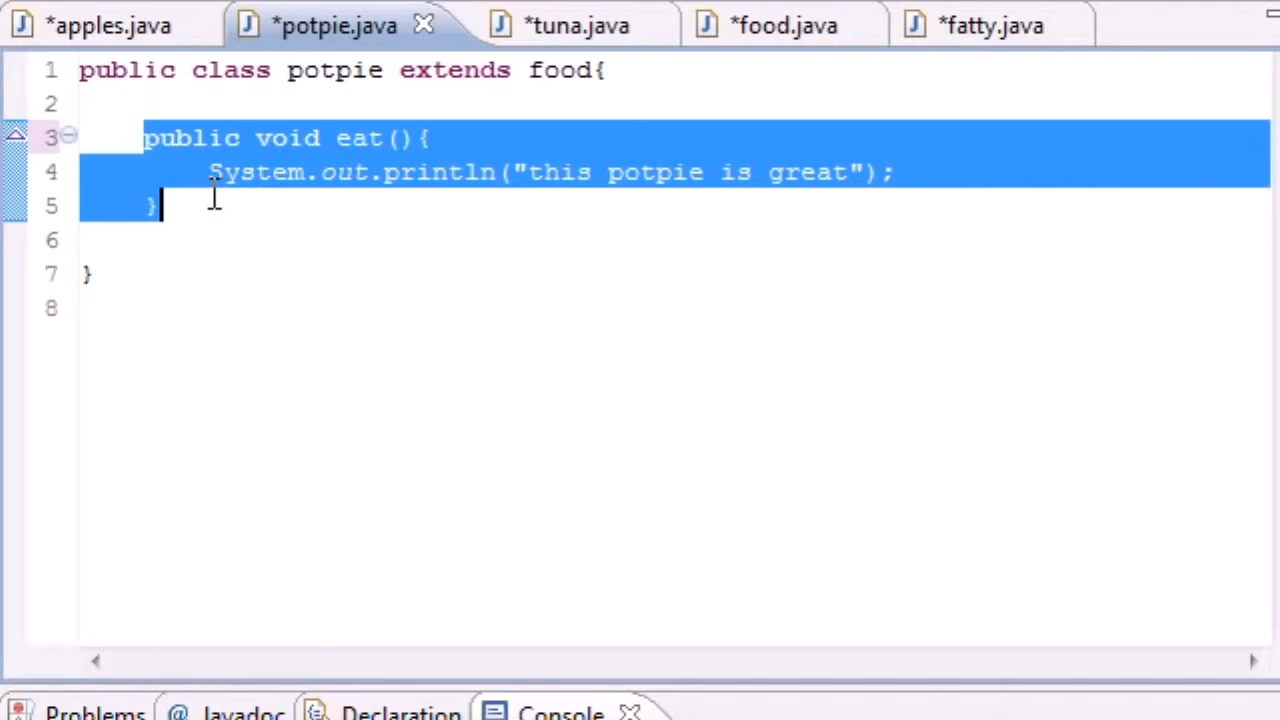 *apples.java *potpie.java *tuna.java *food.java *fatty.java
1 public class potpie extends food{
2
3 public void eat(){
4 System.out.println("this potpie is great");
5 }
6
7 }
8
Problems @ Javadoc Declaration Console